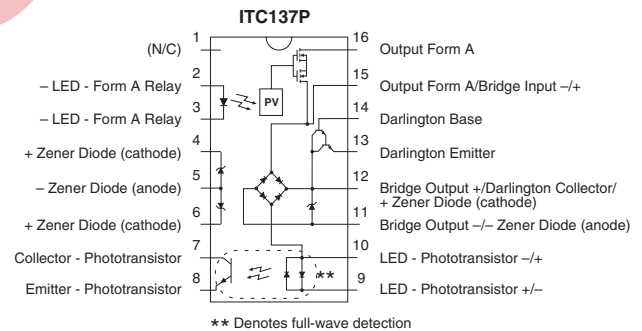 ITC137P
1
(N/C)
2
– LED - Form A Relay
3
– LED - Form A Relay
4
+ Zener Diode (cathode)
5
– Zener Diode (anode)
6
+ Zener Diode (cathode)
7
Collector - Phototransistor
8
Emitter - Phototransistor
PV
**
16
Output Form A
15
Output Form A/Bridge Input –/+
14
Darlington Base
13
Darlington Emitter
12
Bridge Output +/Darlington Collector/
+ Zener Diode (cathode)
11
Bridge Output –/– Zener Diode (anode)
10
LED - Phototransistor –/+
9
LED - Phototransistor +/–
** Denotes full-wave detection